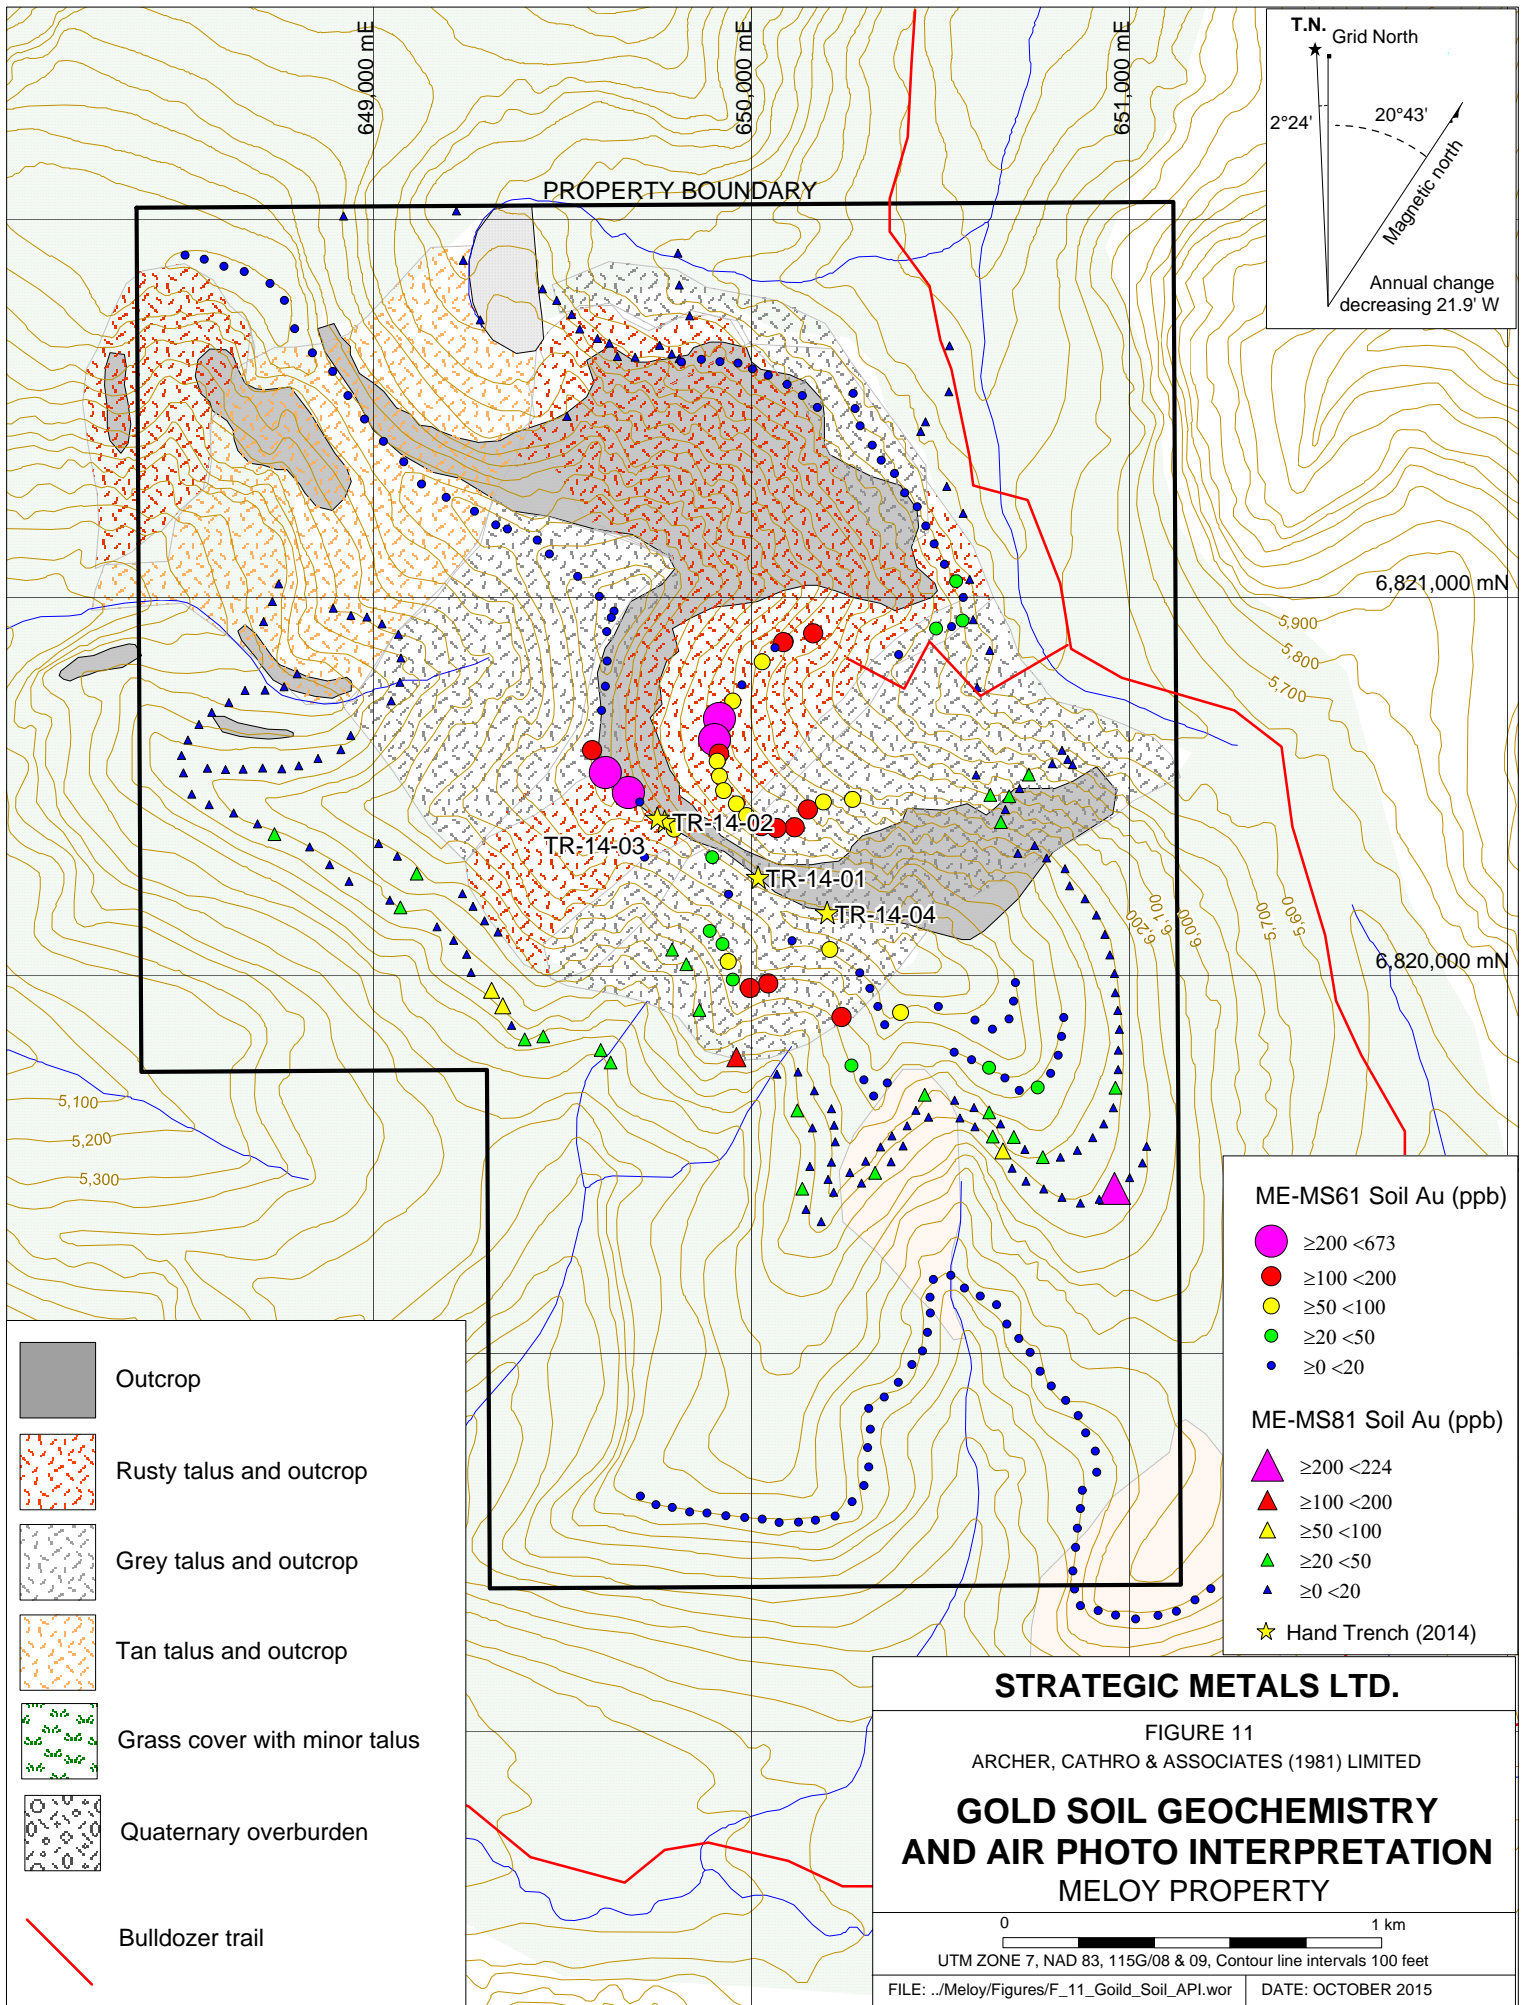 649,000 mE
650,000 mE
651,000 mE
T.N.
Grid North
2°24'
20°43'
Magnetic north
Annual change
decreasing 21.9' W
PROPERTY BOUNDARY
6,821,000 mN
5,900
5,800
5,700
TR-14-02
TR-14-03
TR-14-01
TR-14-04
6,200
6,100
6,000
5,700
5,600
6,820,000 mN
5,100
5,200
5,300
ME-MS61 Soil Au (ppb)
≥200 <673
≥100 <200
≥50 <100
≥20 <50
≥0 <20
ME-MS81 Soil Au (ppb)
≥200 <224
≥100 <200
≥50 <100
≥20 <50
≥0 <20
Hand Trench (2014)
Outcrop
Rusty talus and outcrop
Grey talus and outcrop
Tan talus and outcrop
Grass cover with minor talus
Quaternary overburden
Bulldozer trail
STRATEGIC METALS LTD.
FIGURE 11
ARCHER, CATHRO & ASSOCIATES (1981) LIMITED
GOLD SOIL GEOCHEMISTRY
AND AIR PHOTO INTERPRETATION
MELOY PROPERTY
0 1 km
UTM ZONE 7, NAD 83, 115G/08 & 09, Contour line intervals 100 feet
FILE: ../Meloy/Figures/F_11_Goild_Soil_API.wor
DATE: OCTOBER 2015